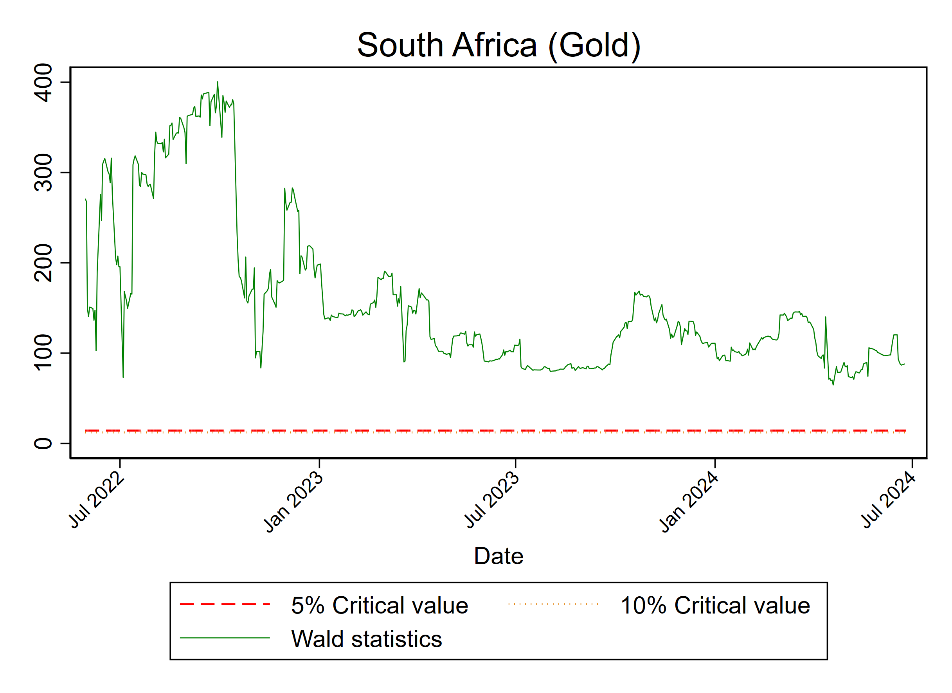 South Africa (Gold)
400
300
200
100
0
Jul 2022
Jan 2023
Jul 2023
Jan 2024
Jul 2024
Date
5% Critical value
10% Critical value
Wald statistics